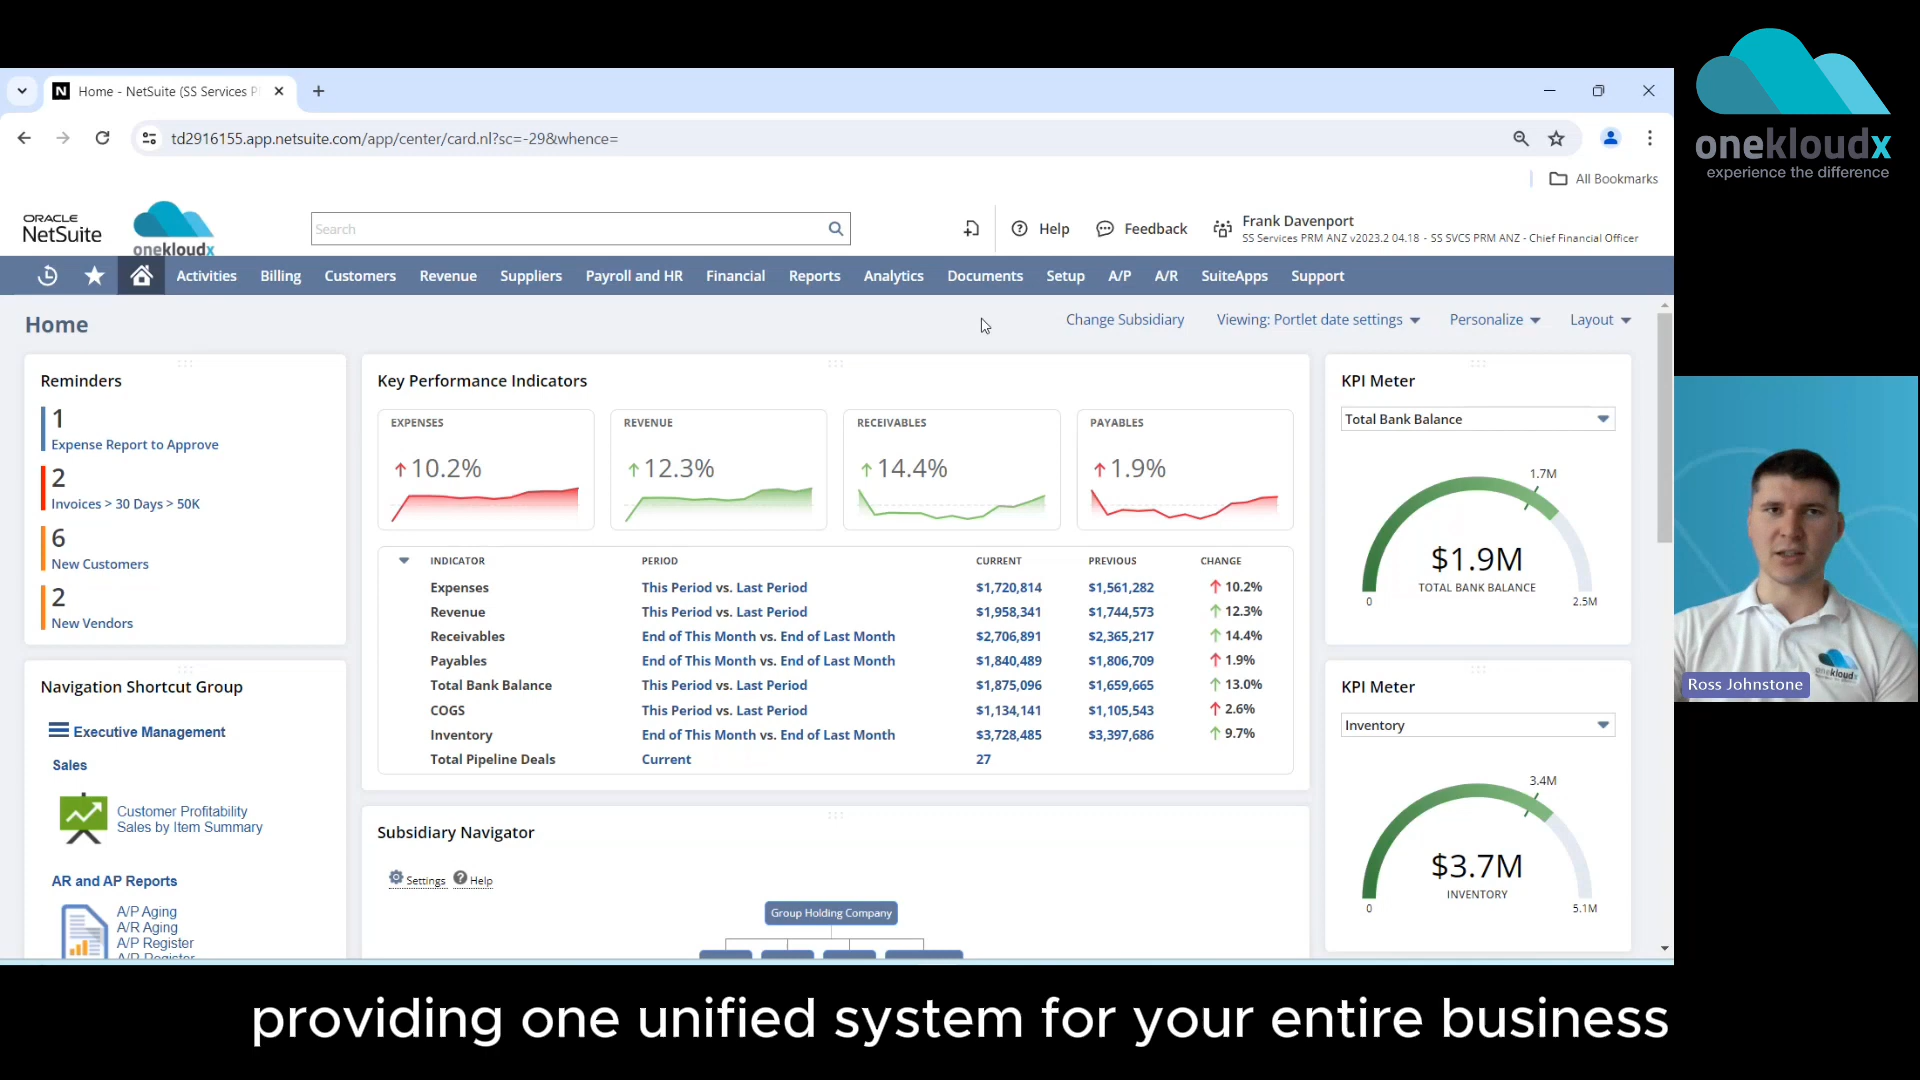 onekloudx
experience the difference
Home - NetSuite (SS Services P
td2916155.app.netsuite.com/app/center/card.nl?sc=-29&whence=
All Bookmarks
ORACLE
NetSuite
onekloudx
Search
Help
Feedback
Frank Davenport
SS Services PRM ANZ v2023.2 04.18 - SS SVCS PRM ANZ - Chief Financial Officer
Activities Billing Customers Revenue Suppliers Payroll and HR Financial Reports Analytics Documents Setup A/P A/R SuiteApps Support
Home
Change Subsidiary Viewing: Portlet date settings Personalize Layout
Reminders
1
Expense Report to Approve
2
Invoices > 30 Days > 50K
6
New Customers
2
New Vendors
Navigation Shortcut Group
Executive Management
Sales
Customer Profitability
Sales by Item Summary
AR and AP Reports
A/P Aging
A/R Aging
A/P Register
A/R Register
Key Performance Indicators
EXPENSES
10.2%
REVENUE
12.3%
RECEIVABLES
14.4%
PAYABLES
1.9%
INDICATOR PERIOD CURRENT PREVIOUS CHANGE
Expenses This Period vs. Last Period $1,720,814 $1,561,282 10.2%
Revenue This Period vs. Last Period $1,958,341 $1,744,573 12.3%
Receivables End of This Month vs. End of Last Month $2,706,891 $2,365,217 14.4%
Payables End of This Month vs. End of Last Month $1,840,489 $1,806,709 1.9%
Total Bank Balance This Period vs. Last Period $1,875,096 $1,659,665 13.0%
COGS This Period vs. Last Period $1,134,141 $1,105,543 2.6%
Inventory End of This Month vs. End of Last Month $3,728,485 $3,397,686 9.7%
Total Pipeline Deals Current 27
Subsidiary Navigator
Settings Help
Group Holding Company
KPI Meter
Total Bank Balance
1.7M
$1.9M
TOTAL BANK BALANCE
0 2.5M
KPI Meter
Inventory
3.4M
$3.7M
INVENTORY
0 5.1M
onekloudx
Ross Johnstone
providing one unified system for your entire business